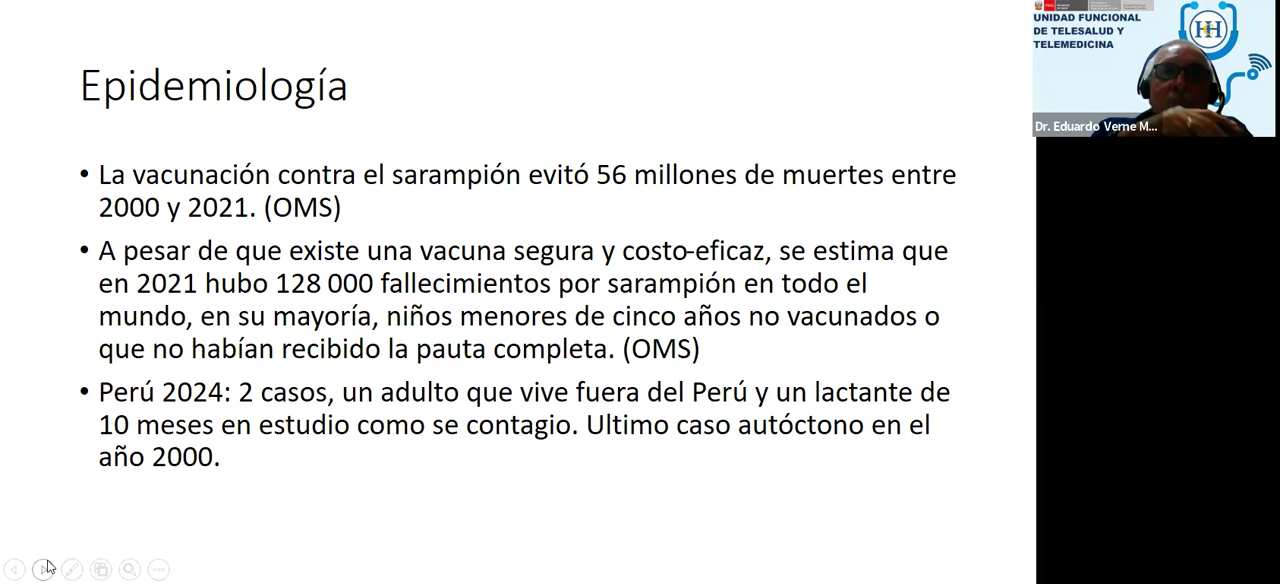 Epidemiología
• La vacunación contra el sarampión evitó 56 millones de muertes entre
2000 y 2021. (OMS)
• A pesar de que existe una vacuna segura y costo-eficaz, se estima que
en 2021 hubo 128 000 fallecimientos por sarampión en todo el
mundo, en su mayoría, niños menores de cinco años no vacunados o
que no habían recibido la pauta completa. (OMS)
• Perú 2024: 2 casos, un adulto que vive fuera del Perú y un lactante de
10 meses en estudio como se contagio. Ultimo caso autóctono en el
año 2000.
UNIDAD FUNCIONAL
DE TELESALUD Y
TELEMEDICINA
Dr. Eduardo Verne M...